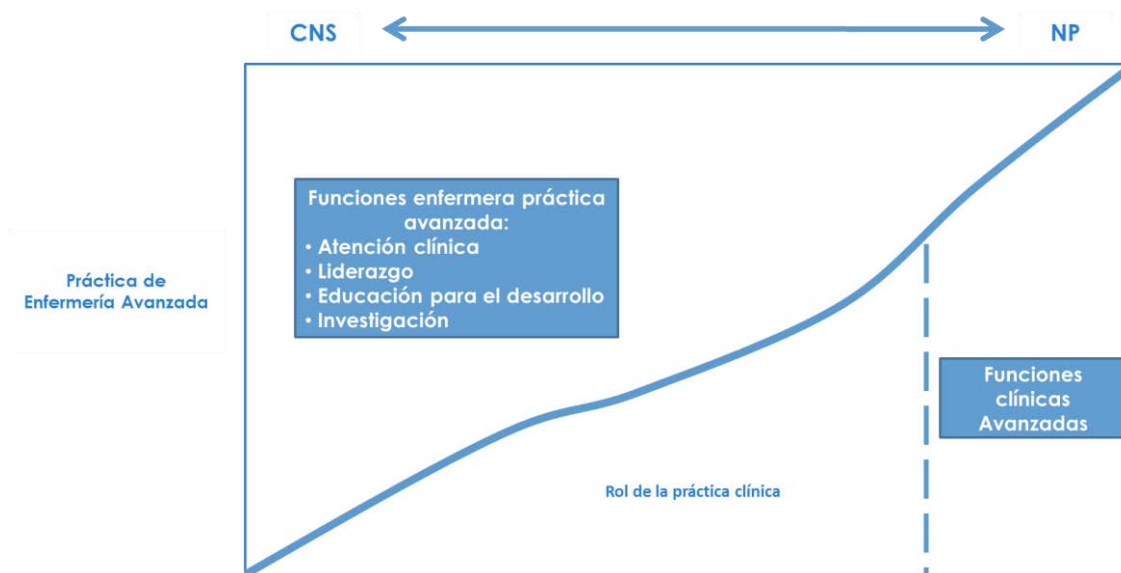 CNS
NP
Funciones enfermera práctica
avanzada:
• Atención clínica
• Liderazgo
• Educación para el desarrollo
• Investigación
Práctica de
Enfermería Avanzada
Funciones
clínicas
Avanzadas
Rol de la práctica clínica